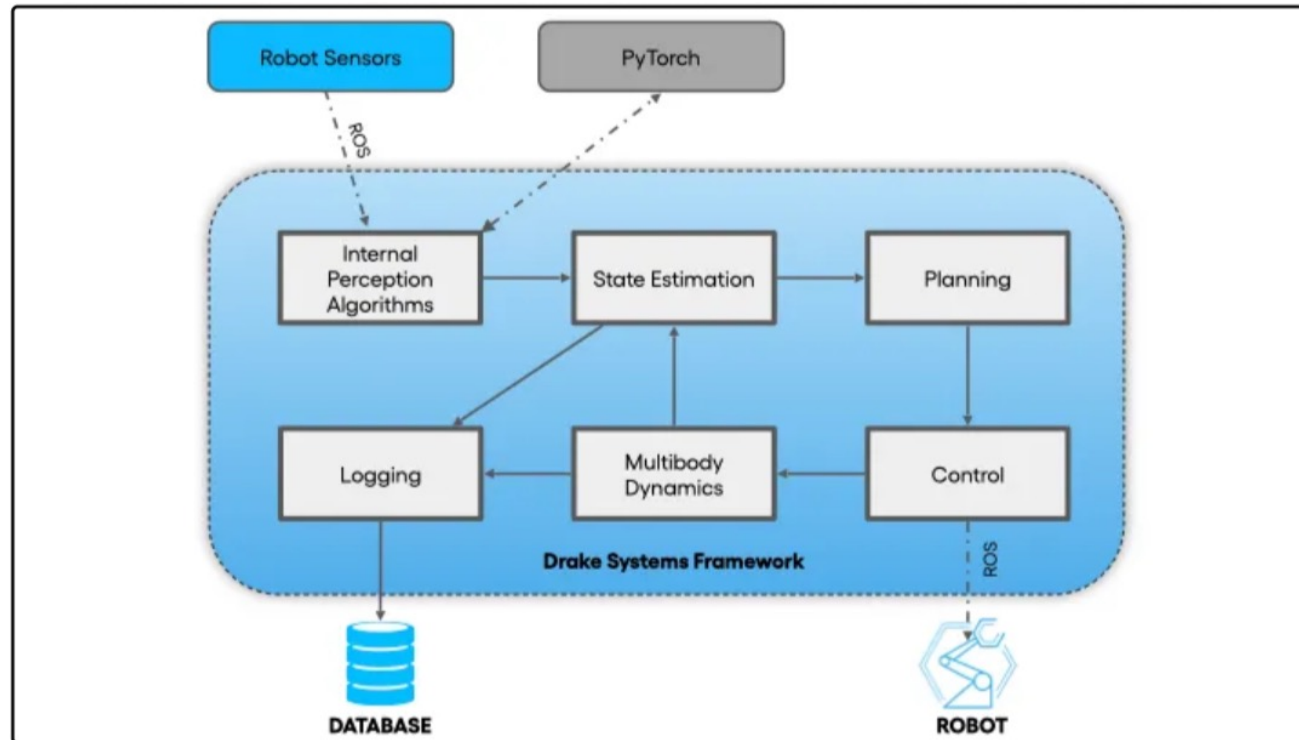 Robot Sensors
PyTorch
ROS
Internal
Perception
Algorithms
State Estimation
Planning
Logging
Multibody
Dynamics
Control
Drake Systems Framework
ROS
DATABASE
ROBOT